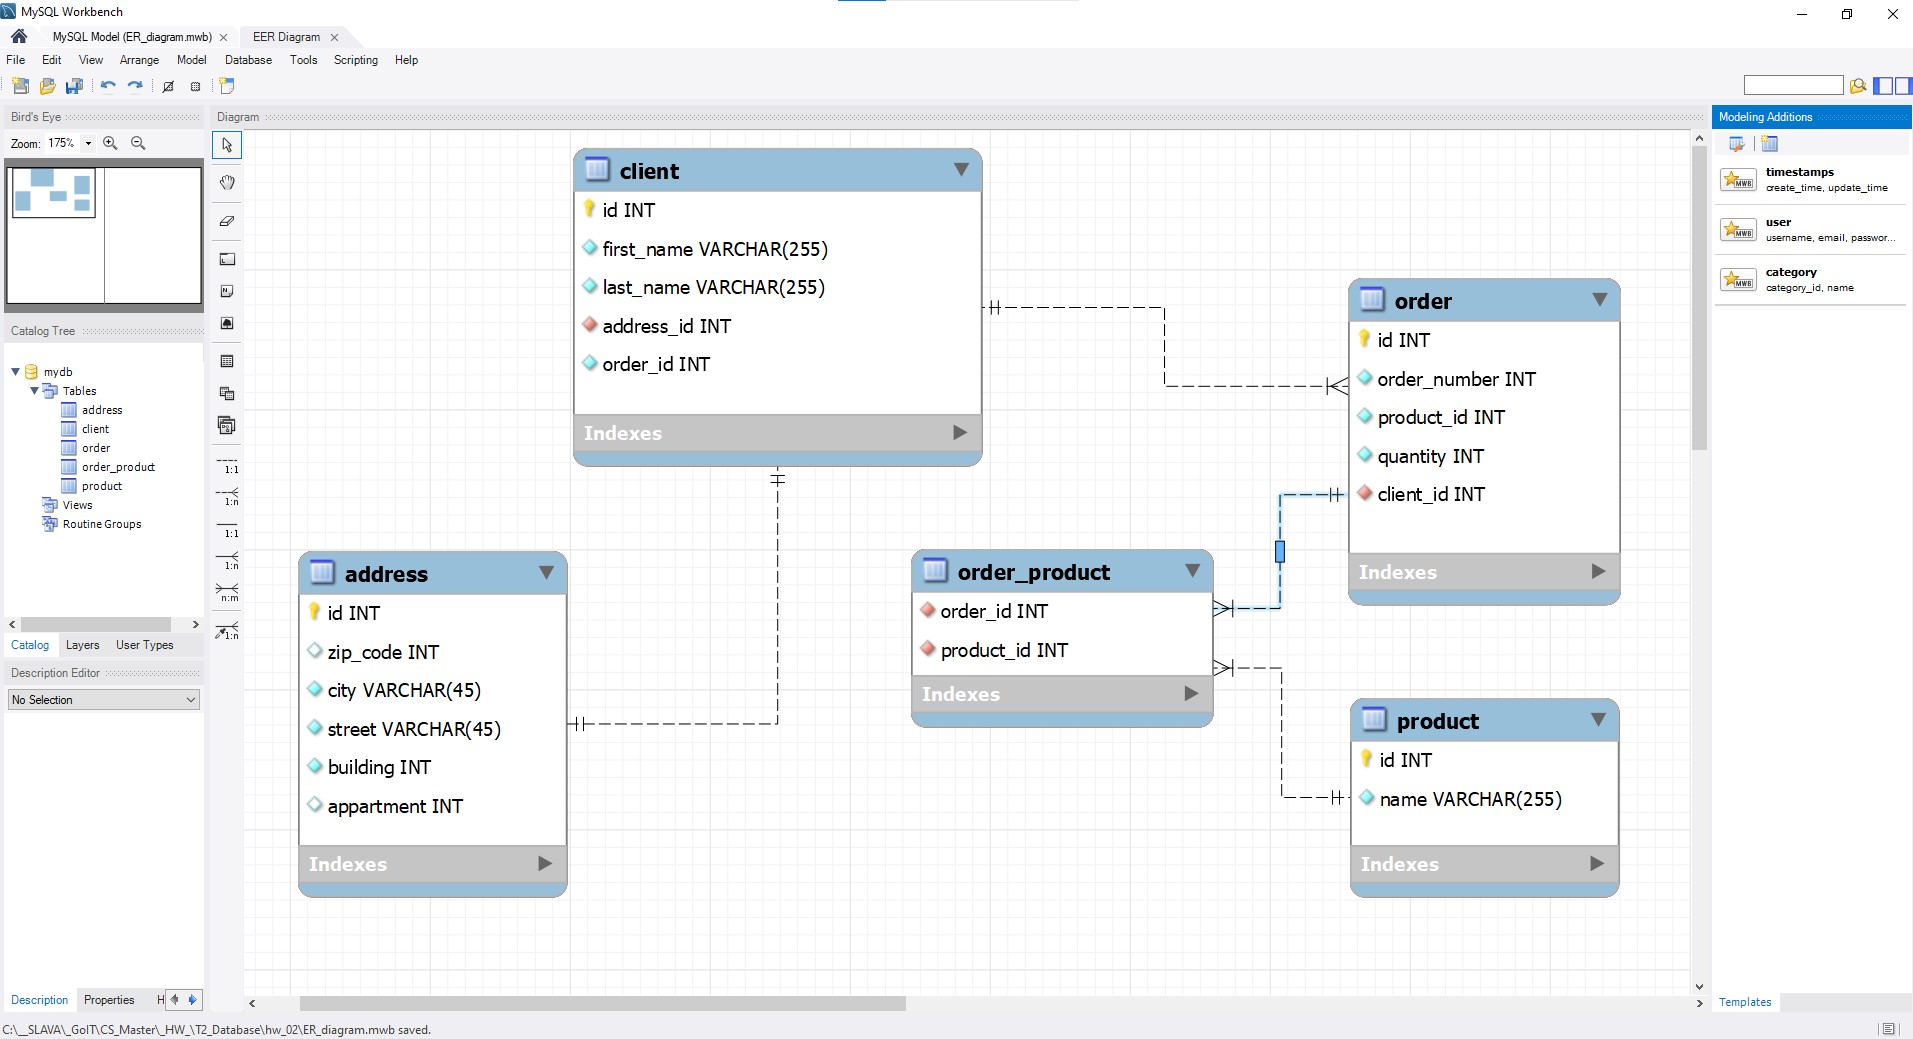 MySQL Workbench
MySQL Model (ER_diagram.mwb)
EER Diagram
File Edit View Arrange Model Database Tools Scripting Help
Bird's Eye
Zoom: 175%
Catalog Tree
mydb
Tables
address
client
order
order_product
product
Views
Routine Groups
Catalog Layers User Types
Description Editor
No Selection
Description Properties H
Diagram
1:1
1:n
1:1
1:n
n:m
1:n
client
id INT
first_name VARCHAR(255)
last_name VARCHAR(255)
address_id INT
order_id INT
Indexes
order
id INT
order_number INT
product_id INT
quantity INT
client_id INT
Indexes
address
id INT
zip_code INT
city VARCHAR(45)
street VARCHAR(45)
building INT
appartment INT
Indexes
order_product
order_id INT
product_id INT
Indexes
product
id INT
name VARCHAR(255)
Indexes
Modeling Additions
timestamps
create_time, update_time
user
username, email, passwor...
category
category_id, name
Templates
C:\__SLAVA\_GoIT\CS_Master\_HW_\T2_Database\hw_02\ER_diagram.mwb saved.